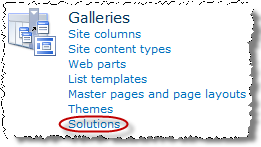 Galleries
Site columns
Site content types
Web parts
List templates
Master pages and page layouts
Themes
Solutions